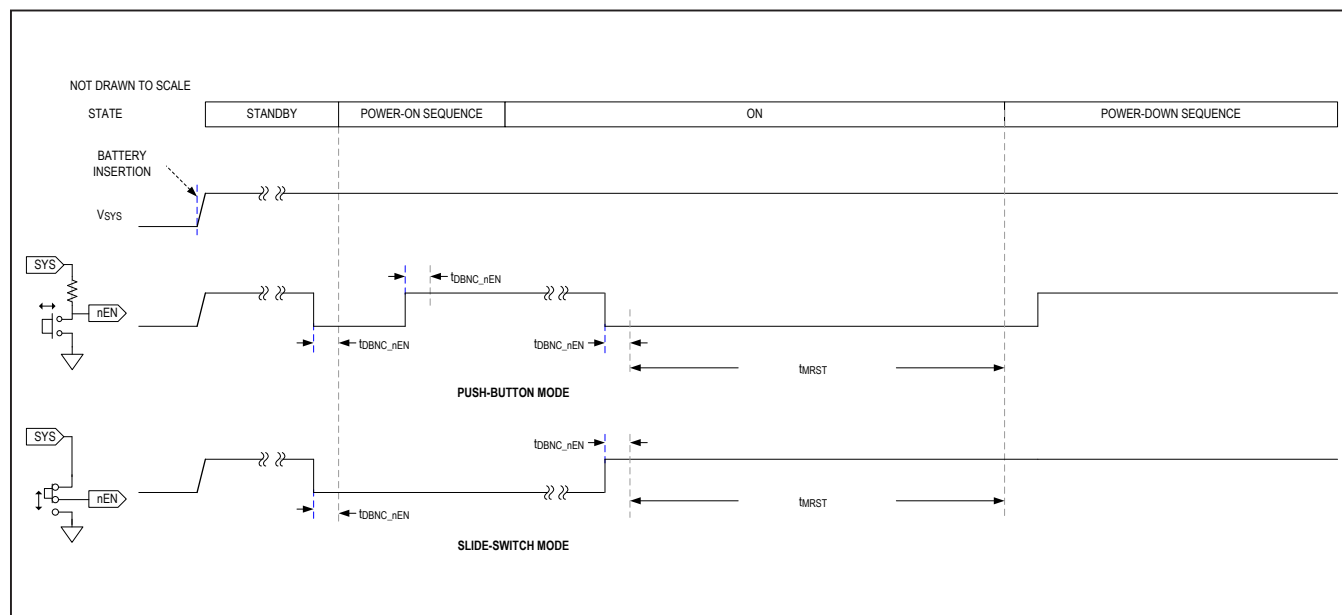 NOT DRAWN TO SCALE
STATE
STANDBY
POWER-ON SEQUENCE
ON
POWER-DOWN SEQUENCE
BATTERY
INSERTION
VSYS
SYS
nEN
tDBNC_nEN
tDBNC_nEN
tDBNC_nEN
tMRST
PUSH-BUTTON MODE
SYS
nEN
tDBNC_nEN
tDBNC_nEN
tMRST
SLIDE-SWITCH MODE